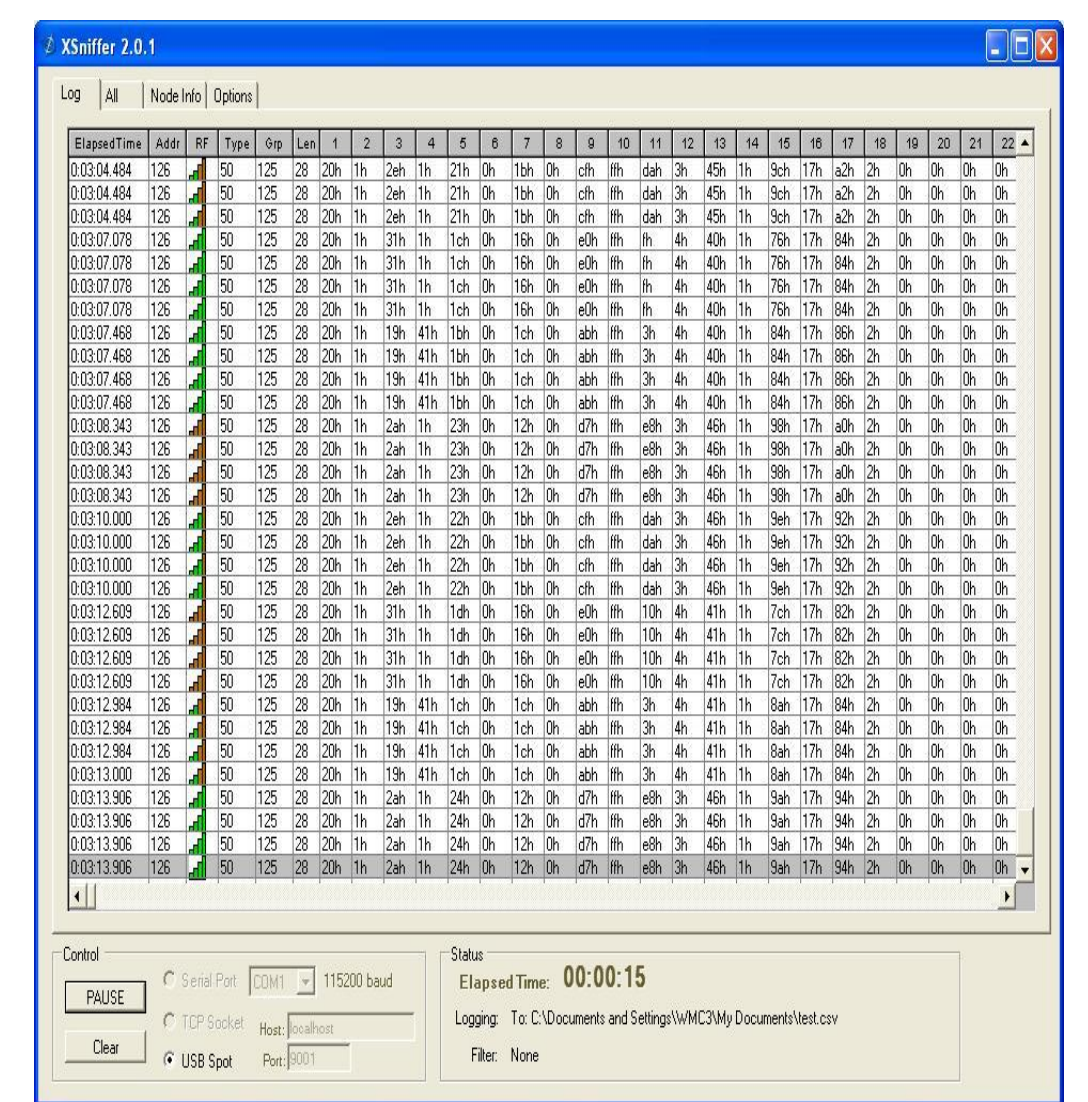 XSniffer 2.0.1
Log All Node Info Options
ElapsedTime Addr RF Type Grp Len 1 2 3 4 5 6 7 8 9 10 11 12 13 14 15 16 17 18 19 20 21 22
0:03:04.484 126 50 125 28 20h 1h 2eh 1h 21h 0h 1bh 0h cfh ffh dah 3h 45h 1h 9ch 17h a2h 2h 0h 0h 0h 0h
0:03:04.484 126 50 125 28 20h 1h 2eh 1h 21h 0h 1bh 0h cfh ffh dah 3h 45h 1h 9ch 17h a2h 2h 0h 0h 0h 0h
0:03:04.484 126 50 125 28 20h 1h 2eh 1h 21h 0h 1bh 0h cfh ffh dah 3h 45h 1h 9ch 17h a2h 2h 0h 0h 0h 0h
0:03:07.078 126 50 125 28 20h 1h 31h 1h 1ch 0h 16h 0h e0h ffh fh 4h 40h 1h 76h 17h 84h 2h 0h 0h 0h 0h
0:03:07.078 126 50 125 28 20h 1h 31h 1h 1ch 0h 16h 0h e0h ffh fh 4h 40h 1h 76h 17h 84h 2h 0h 0h 0h 0h
0:03:07.078 126 50 125 28 20h 1h 31h 1h 1ch 0h 16h 0h e0h ffh fh 4h 40h 1h 76h 17h 84h 2h 0h 0h 0h 0h
0:03:07.078 126 50 125 28 20h 1h 31h 1h 1ch 0h 16h 0h e0h ffh fh 4h 40h 1h 76h 17h 84h 2h 0h 0h 0h 0h
0:03:07.468 126 50 125 28 20h 1h 19h 41h 1bh 0h 1ch 0h abh ffh 3h 4h 40h 1h 84h 17h 86h 2h 0h 0h 0h 0h
0:03:07.468 126 50 125 28 20h 1h 19h 41h 1bh 0h 1ch 0h abh ffh 3h 4h 40h 1h 84h 17h 86h 2h 0h 0h 0h 0h
0:03:07.468 126 50 125 28 20h 1h 19h 41h 1bh 0h 1ch 0h abh ffh 3h 4h 40h 1h 84h 17h 86h 2h 0h 0h 0h 0h
0:03:07.468 126 50 125 28 20h 1h 19h 41h 1bh 0h 1ch 0h abh ffh 3h 4h 40h 1h 84h 17h 86h 2h 0h 0h 0h 0h
0:03:08.343 126 50 125 28 20h 1h 2ah 1h 23h 0h 12h 0h d7h ffh e8h 3h 46h 1h 98h 17h a0h 2h 0h 0h 0h 0h
0:03:08.343 126 50 125 28 20h 1h 2ah 1h 23h 0h 12h 0h d7h ffh e8h 3h 46h 1h 98h 17h a0h 2h 0h 0h 0h 0h
0:03:08.343 126 50 125 28 20h 1h 2ah 1h 23h 0h 12h 0h d7h ffh e8h 3h 46h 1h 98h 17h a0h 2h 0h 0h 0h 0h
0:03:08.343 126 50 125 28 20h 1h 2ah 1h 23h 0h 12h 0h d7h ffh e8h 3h 46h 1h 98h 17h a0h 2h 0h 0h 0h 0h
0:03:10.000 126 50 125 28 20h 1h 2eh 1h 22h 0h 1bh 0h cfh ffh dah 3h 46h 1h 9eh 17h 92h 2h 0h 0h 0h 0h
0:03:10.000 126 50 125 28 20h 1h 2eh 1h 22h 0h 1bh 0h cfh ffh dah 3h 46h 1h 9eh 17h 92h 2h 0h 0h 0h 0h
0:03:10.000 126 50 125 28 20h 1h 2eh 1h 22h 0h 1bh 0h cfh ffh dah 3h 46h 1h 9eh 17h 92h 2h 0h 0h 0h 0h
0:03:10.000 126 50 125 28 20h 1h 2eh 1h 22h 0h 1bh 0h cfh ffh dah 3h 46h 1h 9eh 17h 92h 2h 0h 0h 0h 0h
0:03:12.609 126 50 125 28 20h 1h 31h 1h 1dh 0h 16h 0h e0h ffh 10h 4h 41h 1h 7ch 17h 82h 2h 0h 0h 0h 0h
0:03:12.609 126 50 125 28 20h 1h 31h 1h 1dh 0h 16h 0h e0h ffh 10h 4h 41h 1h 7ch 17h 82h 2h 0h 0h 0h 0h
0:03:12.609 126 50 125 28 20h 1h 31h 1h 1dh 0h 16h 0h e0h ffh 10h 4h 41h 1h 7ch 17h 82h 2h 0h 0h 0h 0h
0:03:12.609 126 50 125 28 20h 1h 31h 1h 1dh 0h 16h 0h e0h ffh 10h 4h 41h 1h 7ch 17h 82h 2h 0h 0h 0h 0h
0:03:12.984 126 50 125 28 20h 1h 19h 41h 1ch 0h 1ch 0h abh ffh 3h 4h 41h 1h 8ah 17h 84h 2h 0h 0h 0h 0h
0:03:12.984 126 50 125 28 20h 1h 19h 41h 1ch 0h 1ch 0h abh ffh 3h 4h 41h 1h 8ah 17h 84h 2h 0h 0h 0h 0h
0:03:12.984 126 50 125 28 20h 1h 19h 41h 1ch 0h 1ch 0h abh ffh 3h 4h 41h 1h 8ah 17h 84h 2h 0h 0h 0h 0h
0:03:13.000 126 50 125 28 20h 1h 19h 41h 1ch 0h 1ch 0h abh ffh 3h 4h 41h 1h 8ah 17h 84h 2h 0h 0h 0h 0h
0:03:13.906 126 50 125 28 20h 1h 2ah 1h 24h 0h 12h 0h d7h ffh e8h 3h 46h 1h 9ah 17h 94h 2h 0h 0h 0h 0h
0:03:13.906 126 50 125 28 20h 1h 2ah 1h 24h 0h 12h 0h d7h ffh e8h 3h 46h 1h 9ah 17h 94h 2h 0h 0h 0h 0h
0:03:13.906 126 50 125 28 20h 1h 2ah 1h 24h 0h 12h 0h d7h ffh e8h 3h 46h 1h 9ah 17h 94h 2h 0h 0h 0h 0h
0:03:13.906 126 50 125 28 20h 1h 2ah 1h 24h 0h 12h 0h d7h ffh e8h 3h 46h 1h 9ah 17h 94h 2h 0h 0h 0h 0h
Control
PAUSE
Clear
Serial Port COM1 115200 baud
TCP Socket Host: localhost
USB Spot Port: 9001
Status
Elapsed Time: 00:00:15
Logging: To: C:\Documents and Settings\WMC3\My Documents\test.csv
Filter: None